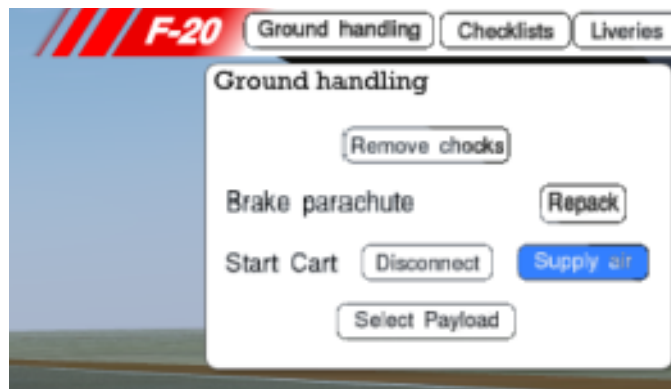 F-20 Ground handling Checklists Liveries
Ground handling
Remove chocks
Brake parachute Repack
Start Cart Disconnect Supply air
Select Payload